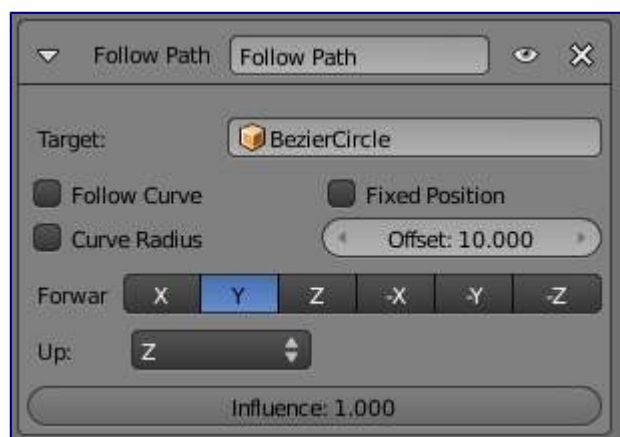 Follow Path Follow Path
Target: BezierCircle
Follow Curve Fixed Position
Curve Radius Offset: 10.000
Forwar X Y Z -X -Y -Z
Up: Z
Influence: 1.000